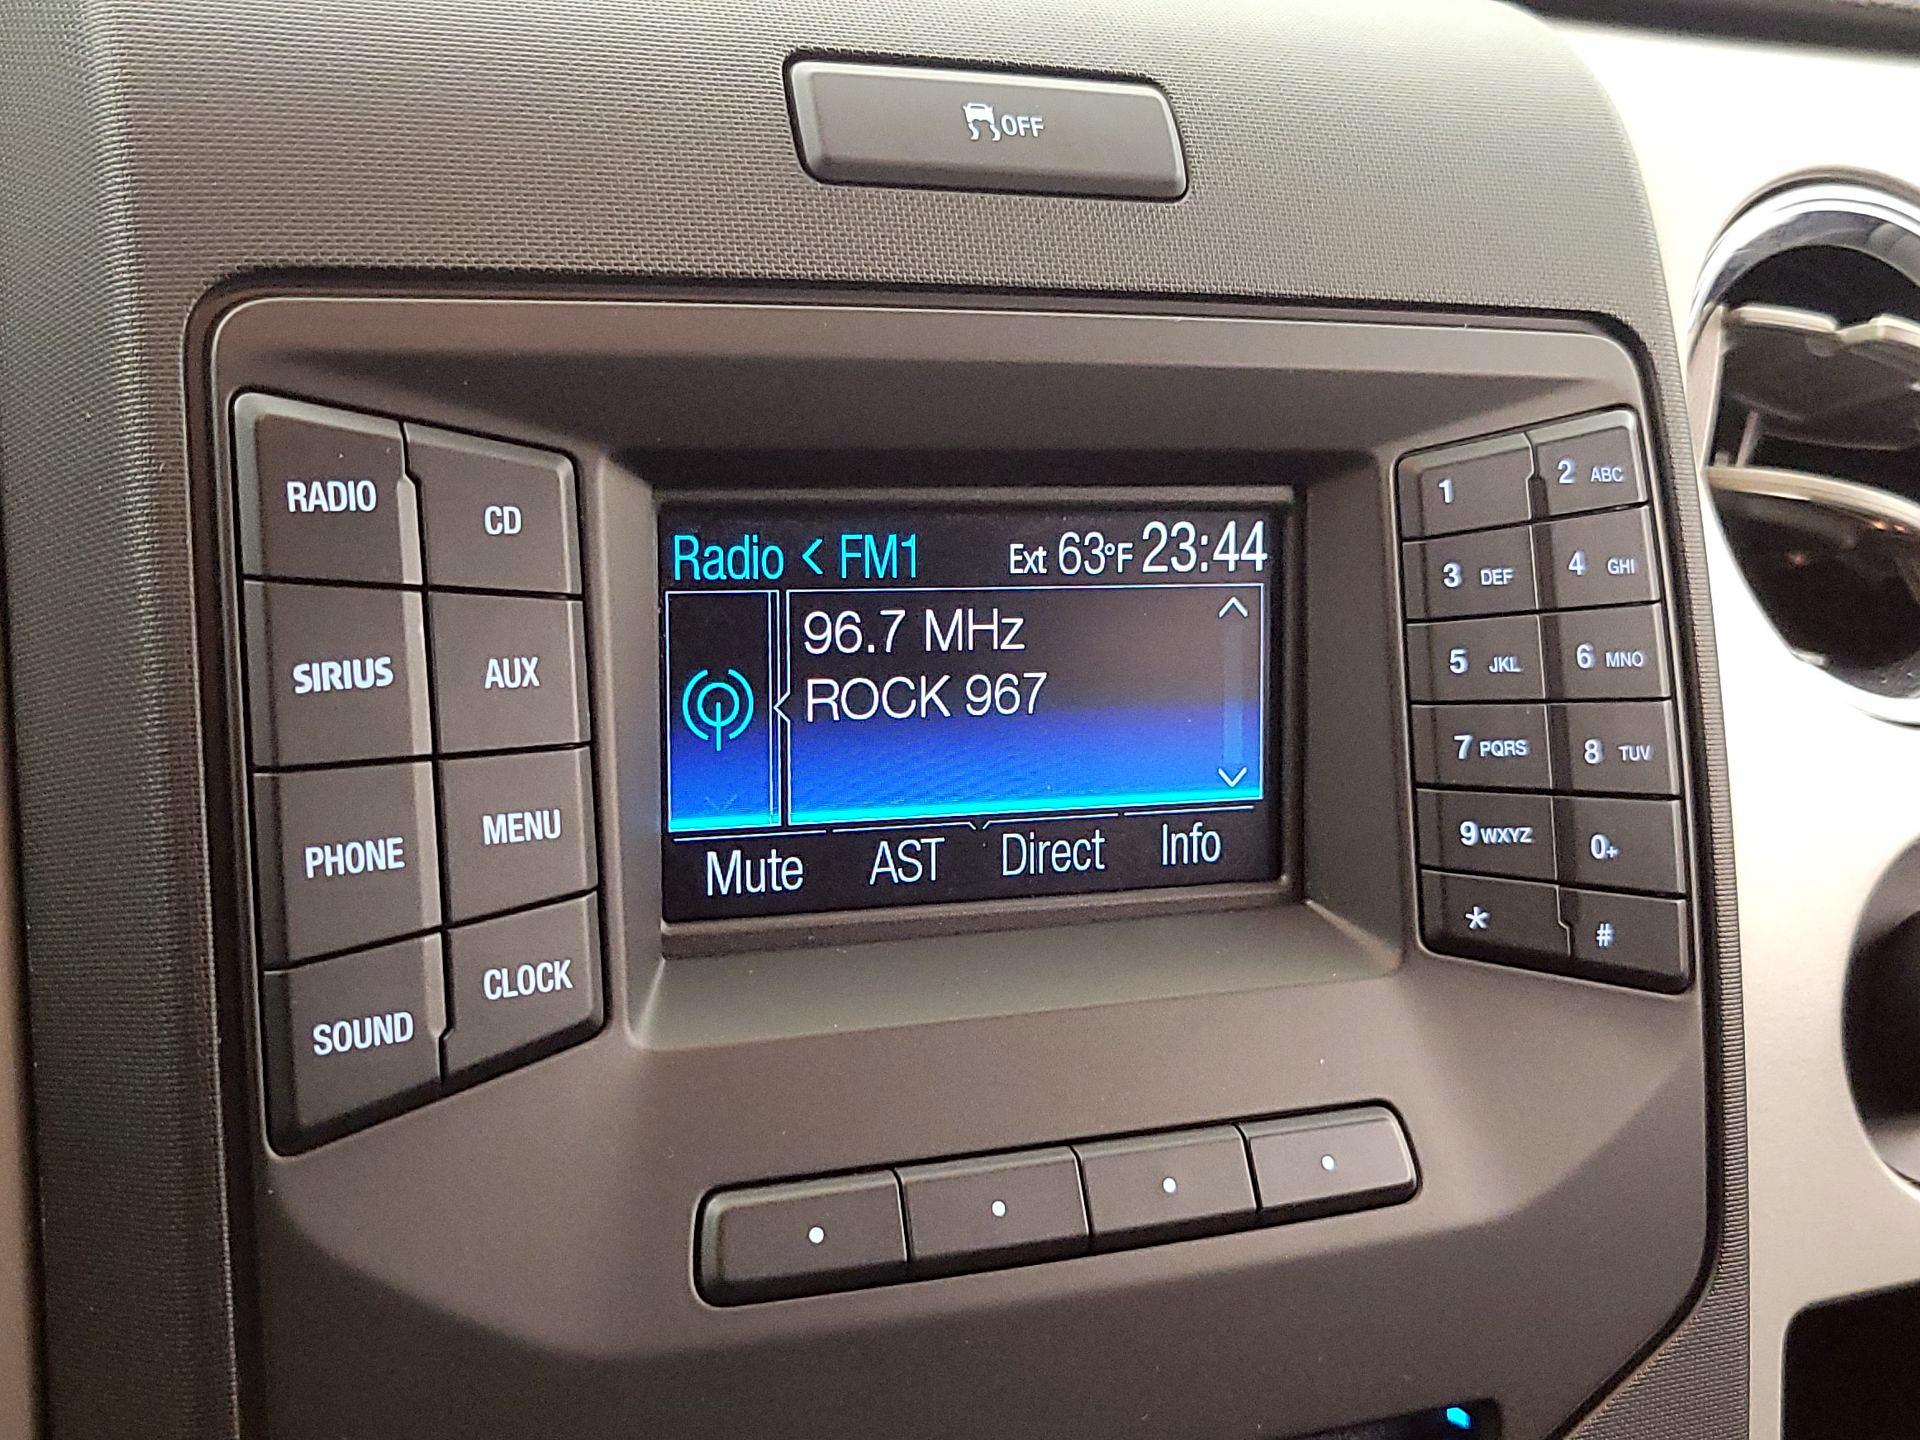 OFF
RADIO
CD
SIRIUS
AUX
PHONE
MENU
SOUND
CLOCK
Radio < FM1 Ext 63°F 23:44
96.7 MHz
ROCK 967
Mute AST Direct Info
1
2 ABC
3 DEF
4 GHI
5 JKL
6 MNO
7 PQRS
8 TUV
9 WXYZ
0+
*
#